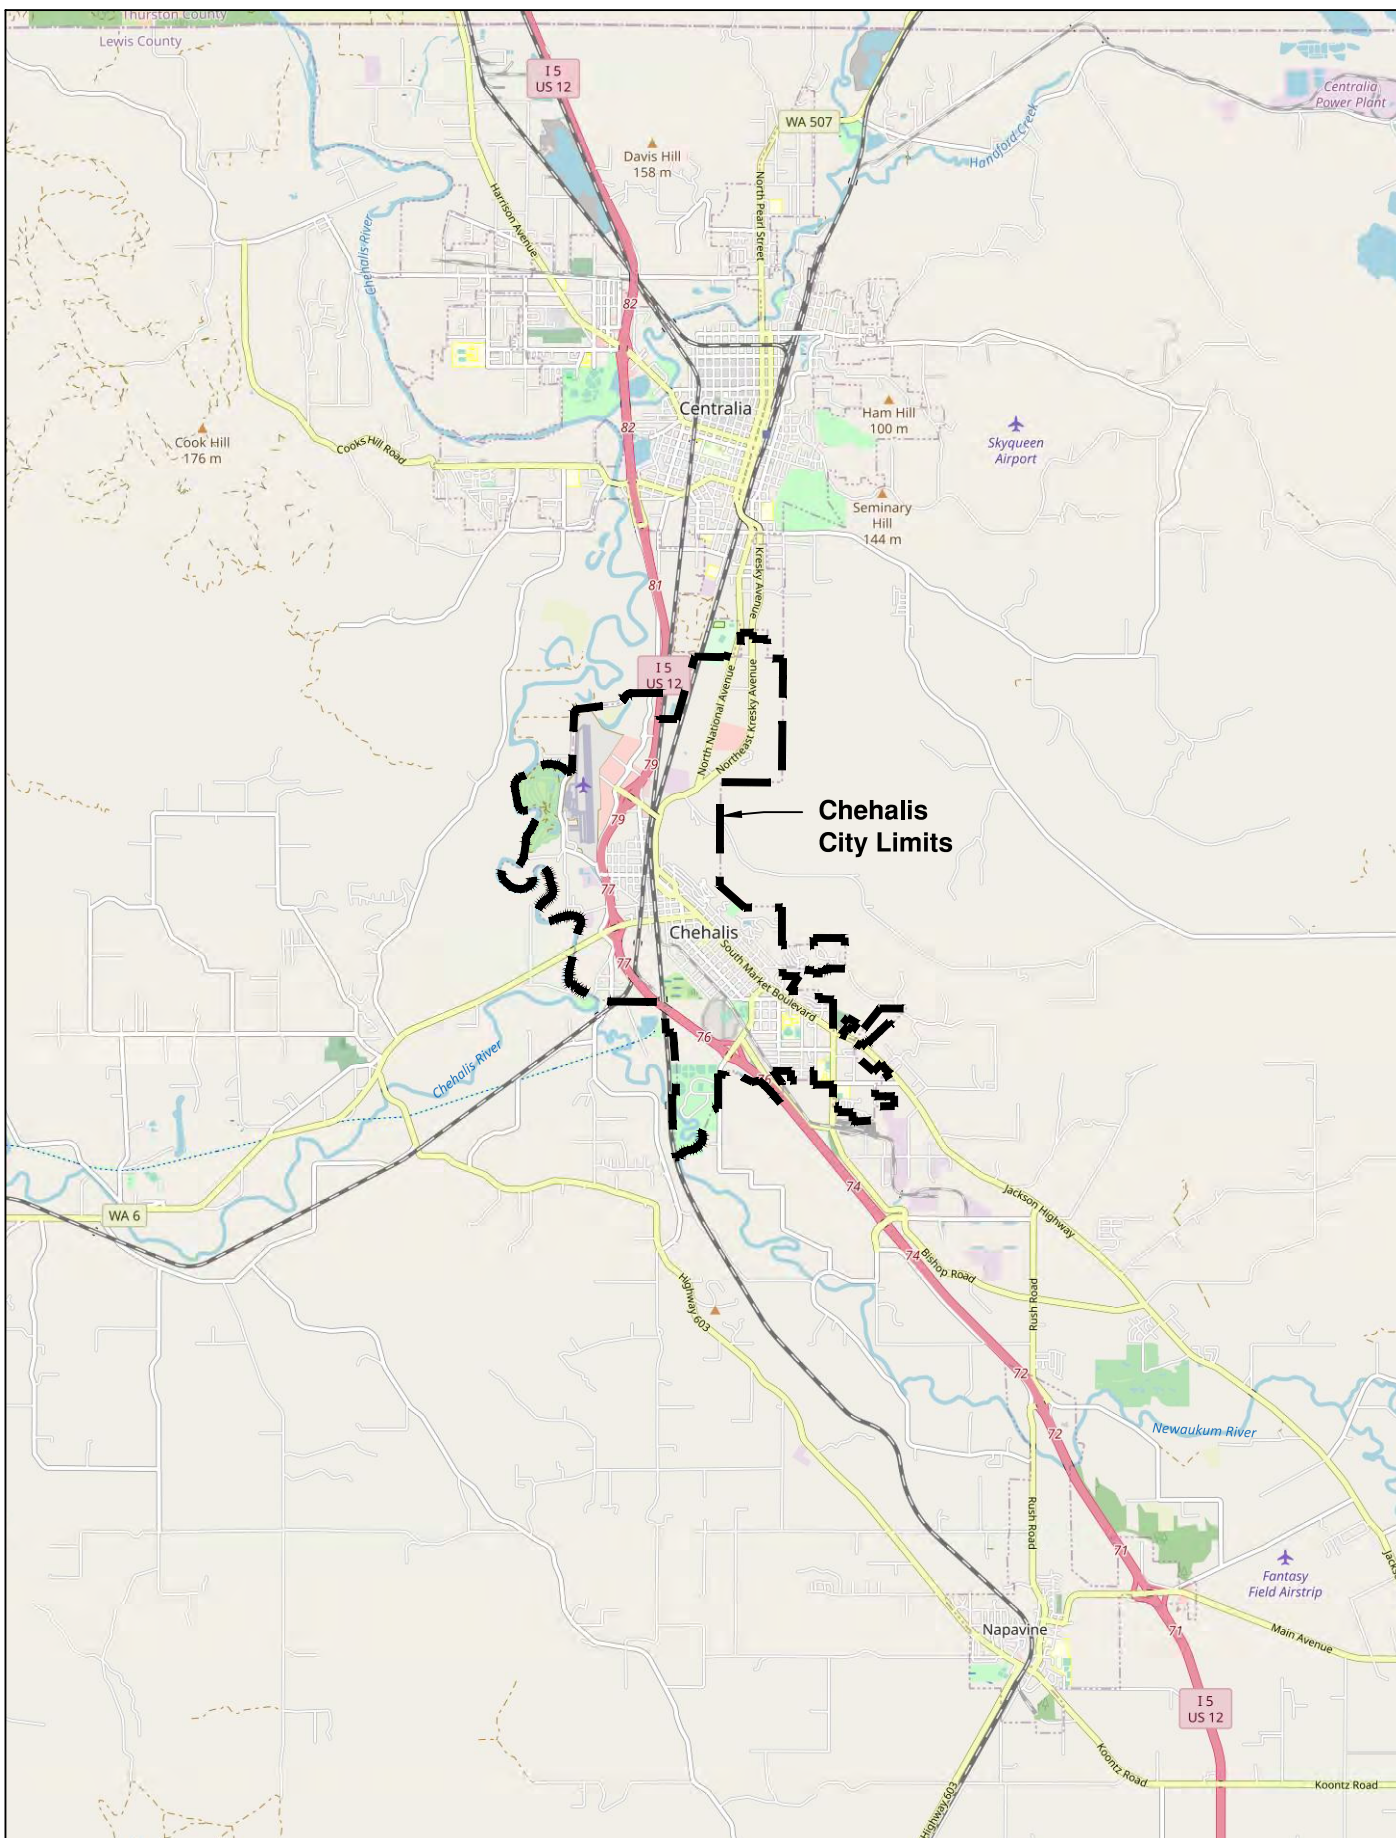 Thurston County
Lewis County
I 5
US 12
Centralia
Power Plant
WA 507
Hanaford Creek
Davis Hill
158 m
Harrison Avenue
North Pearl Street
Chehalis River
82
Centralia
Ham Hill
100 m
Skyqueen
Airport
82
Cook Hill
176 m
Cooks Hill Road
Seminary
Hill
144 m
Kresky Avenue
81
I 5
US 12
North National Avenue
Northeast Kresky Avenue
79
79
Chehalis
City Limits
77
Chehalis
South Market Boulevard
77
76
Chehalis River
76
74
WA 6
Jackson Highway
74
Bishop Road
Rush Road
Highway 603
72
72
Newaukum River
Rush Road
71
Fantasy
Field Airstrip
Napavine
71
Main Avenue
I 5
US 12
Koontz Road
Koontz Road
Highway 603